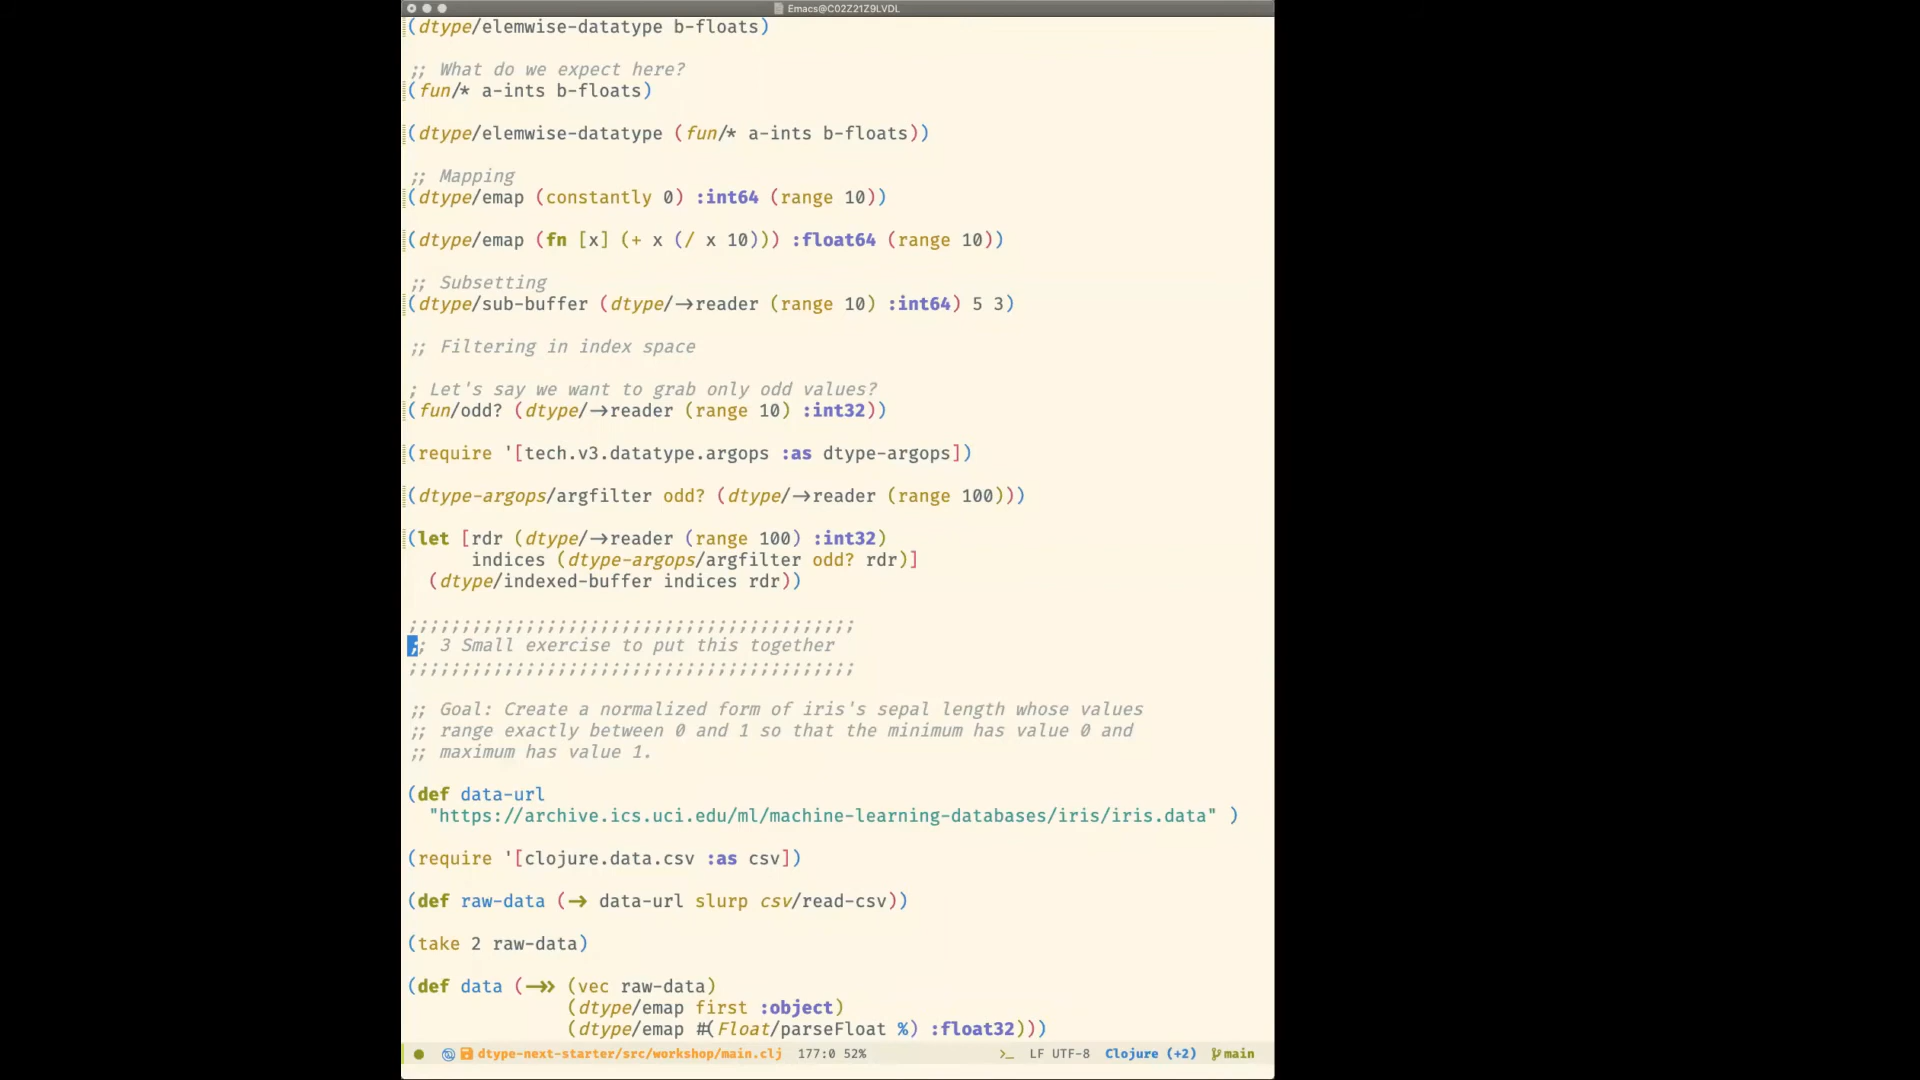 Emacs@C02Z21Z9LVDL
(dtype/elemwise-datatype b-floats)
;; What do we expect here?
(fun/* a-ints b-floats)
(dtype/elemwise-datatype (fun/* a-ints b-floats))
;; Mapping
(dtype/emap (constantly 0) :int64 (range 10))
(dtype/emap (fn [x] (+ x (/ x 10))) :float64 (range 10))
;; Subsetting
(dtype/sub-buffer (dtype/->reader (range 10) :int64) 5 3)
;; Filtering in index space
; Let's say we want to grab only odd values?
(fun/odd? (dtype/->reader (range 10) :int32))
(require '[tech.v3.datatype.argops :as dtype-argops])
(dtype-argops/argfilter odd? (dtype/->reader (range 100)))
(let [rdr (dtype/->reader (range 100) :int32)
indices (dtype-argops/argfilter odd? rdr)]
(dtype/indexed-buffer indices rdr))
;;;;;;;;;;;;;;;;;;;;;;;;;;;;;;;;;;;;;;;;;;
;; 3 Small exercise to put this together
;;;;;;;;;;;;;;;;;;;;;;;;;;;;;;;;;;;;;;;;;;
;; Goal: Create a normalized form of iris's sepal length whose values
;; range exactly between 0 and 1 so that the minimum has value 0 and
;; maximum has value 1.
(def data-url
"https://archive.ics.uci.edu/ml/machine-learning-databases/iris/iris.data" )
(require '[clojure.data.csv :as csv])
(def raw-data (-> data-url slurp csv/read-csv))
(take 2 raw-data)
(def data (->> (vec raw-data)
(dtype/emap first :object)
(dtype/emap #(Float/parseFloat %) :float32)))
dtype-next-starter/src/workshop/main.clj 177:0 52% >_ LF UTF-8 Clojure (+2) main